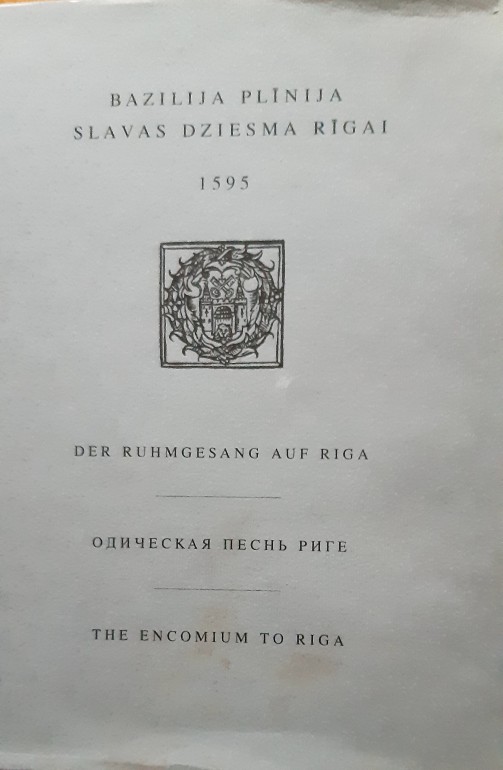 BAZILIJA PLĪNIJA
SLAVAS DZIESMA RĪGAI
1595
DER RUHMGESANG AUF RIGA
ОДИЧЕСКАЯ ПЕСНЬ РИГЕ
THE ENCOMIUM TO RIGA